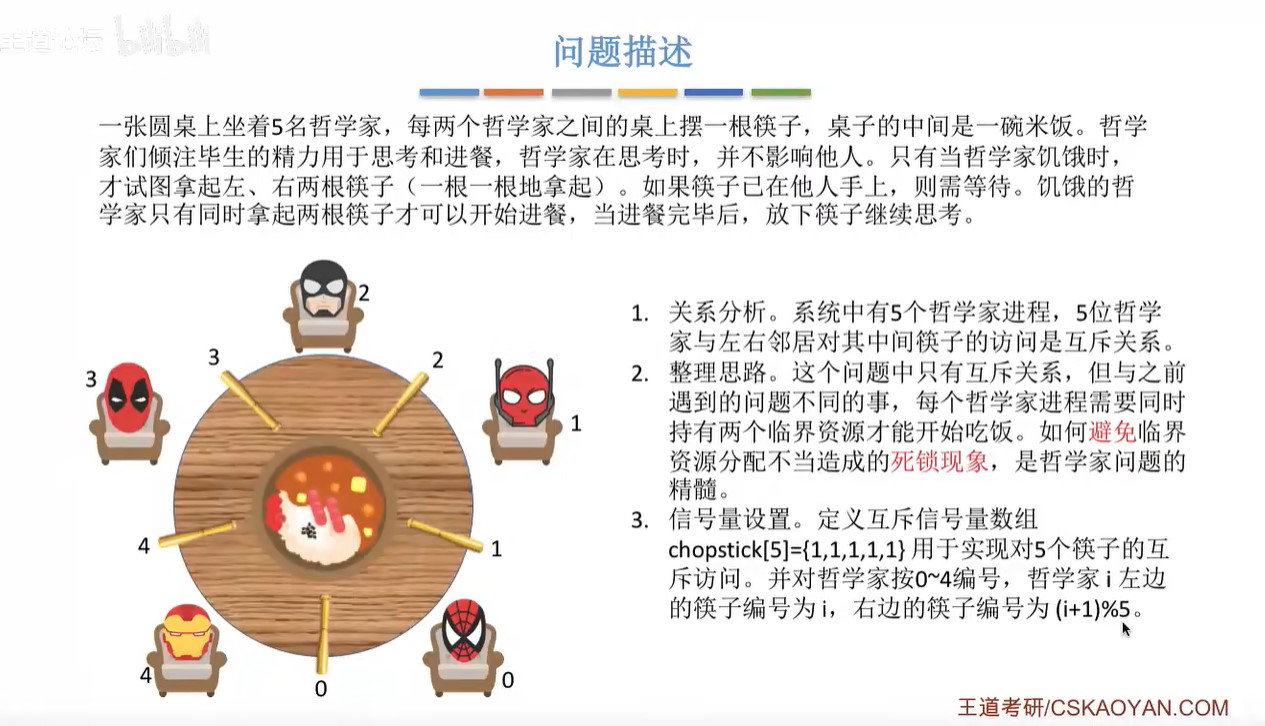 王道论坛 bilibili
问题描述
一张圆桌上坐着5名哲学家，每两个哲学家之间的桌上摆一根筷子，桌子的中间是一碗米饭。哲学
家们倾注毕生的精力用于思考和进餐，哲学家在思考时，并不影响他人。只有当哲学家饥饿时，
才试图拿起左、右两根筷子（一根一根地拿起）。如果筷子已在他人手上，则需等待。饥饿的哲
学家只有同时拿起两根筷子才可以开始进餐，当进餐完毕后，放下筷子继续思考。
2
3
2
3
1
4
1
4
0
0
1. 关系分析。系统中有5个哲学家进程，5位哲学
家与左右邻居对其中间筷子的访问是互斥关系。
2. 整理思路。这个问题中只有互斥关系，但与之前
遇到的问题不同的事，每个哲学家进程需要同时
持有两个临界资源才能开始吃饭。如何避免临界
资源分配不当造成的死锁现象，是哲学家问题的
精髓。
3. 信号量设置。定义互斥信号量数组
chopstick[5]={1,1,1,1,1} 用于实现对5个筷子的互
斥访问。并对哲学家按0~4编号，哲学家 i 左边
的筷子编号为 i，右边的筷子编号为 (i+1)%5。
王道考研/CSKAOYAN.COM